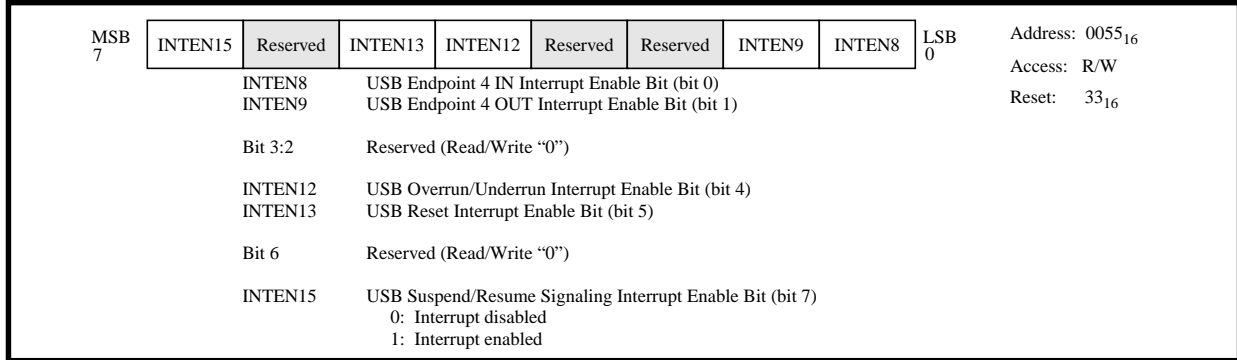 MSB 7 INTEN15 Reserved INTEN13 INTEN12 Reserved Reserved INTEN9 INTEN8 LSB 0
Address: 0055₁₆
Access: R/W
Reset: 33₁₆
INTEN8 USB Endpoint 4 IN Interrupt Enable Bit (bit 0)
INTEN9 USB Endpoint 4 OUT Interrupt Enable Bit (bit 1)
Bit 3:2 Reserved (Read/Write “0”)
INTEN12 USB Overrun/Underrun Interrupt Enable Bit (bit 4)
INTEN13 USB Reset Interrupt Enable Bit (bit 5)
Bit 6 Reserved (Read/Write “0”)
INTEN15 USB Suspend/Resume Signaling Interrupt Enable Bit (bit 7)
0: Interrupt disabled
1: Interrupt enabled